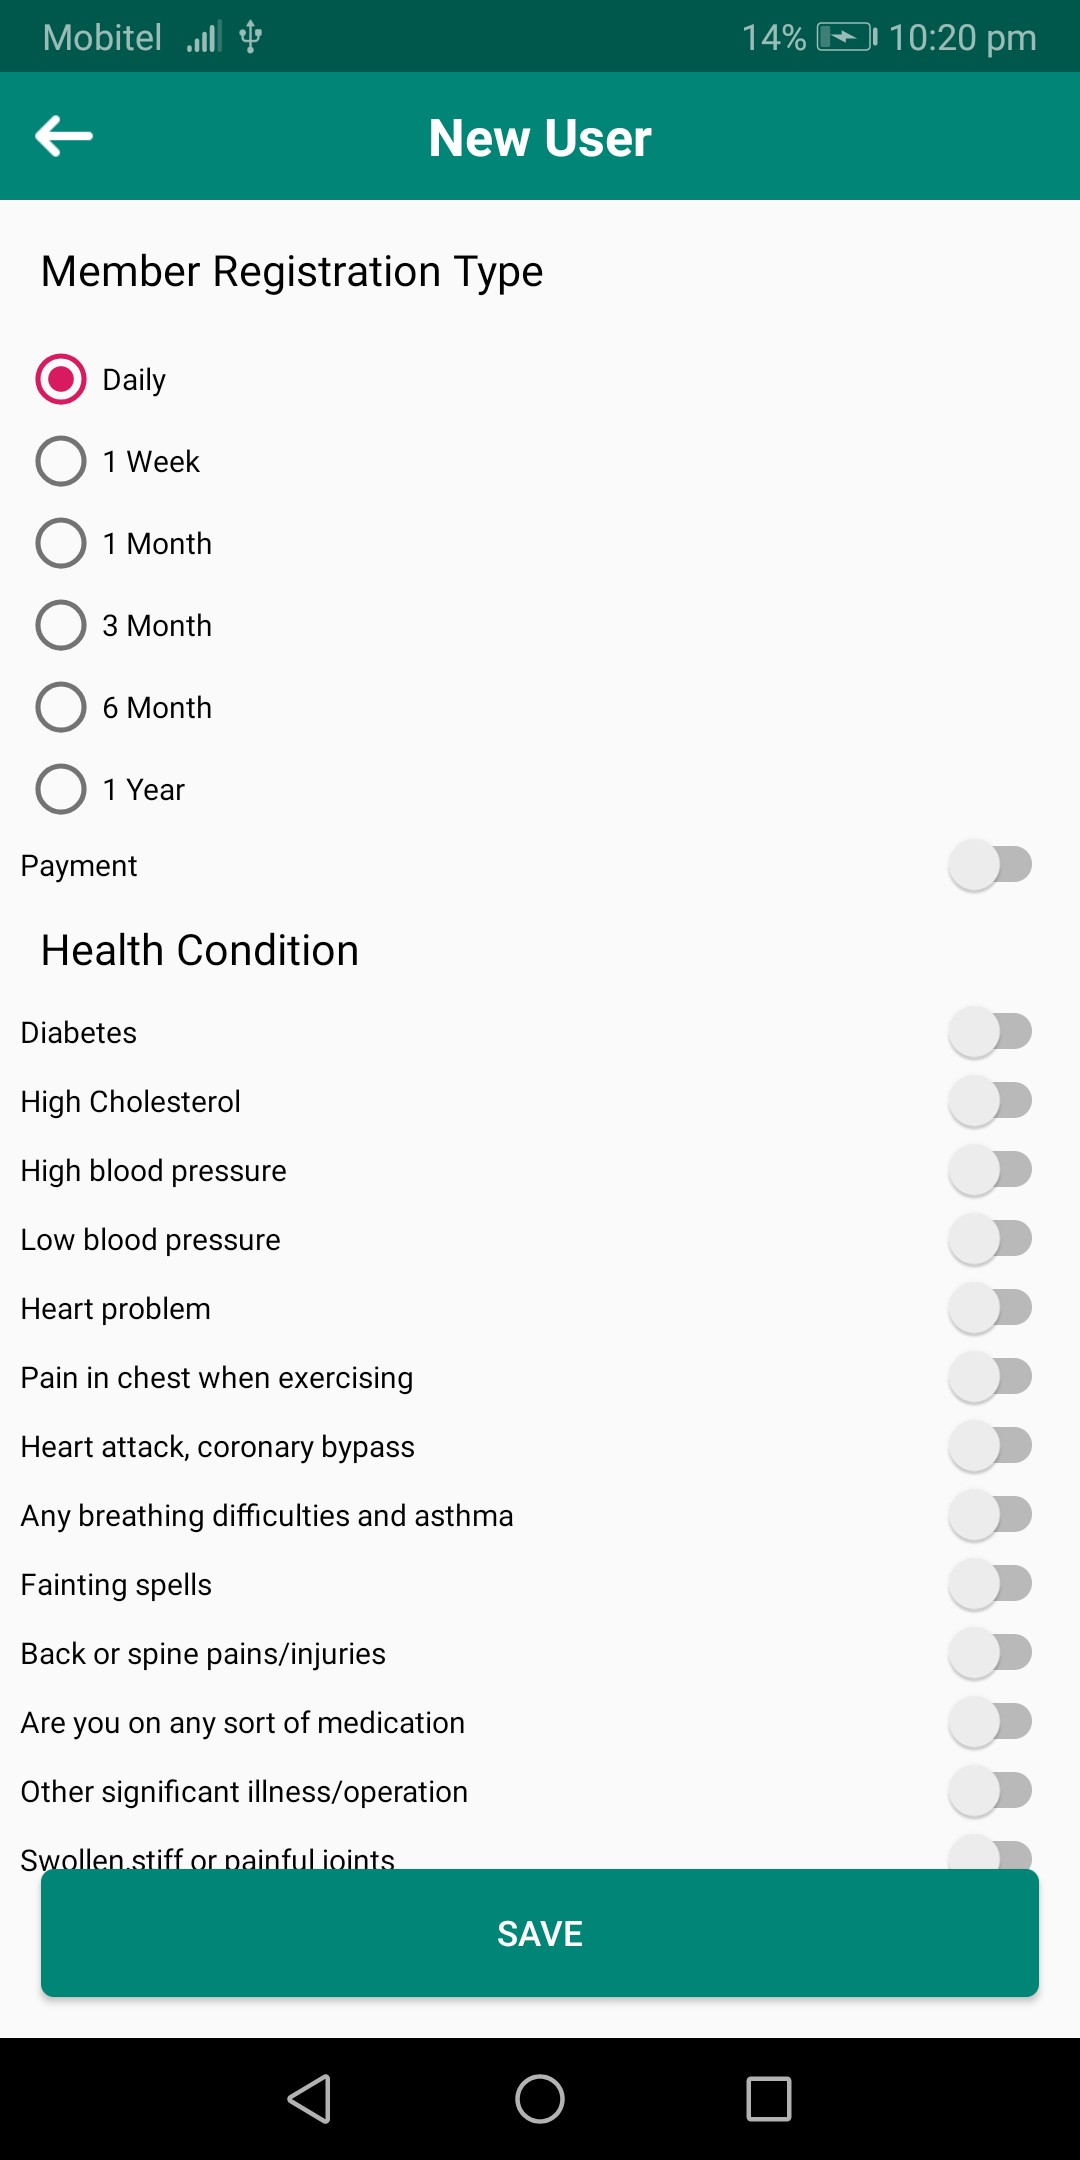 Mobitel 14% 10:20 pm
New User
Member Registration Type
Daily
1 Week
1 Month
3 Month
6 Month
1 Year
Payment
Health Condition
Diabetes
High Cholesterol
High blood pressure
Low blood pressure
Heart problem
Pain in chest when exercising
Heart attack, coronary bypass
Any breathing difficulties and asthma
Fainting spells
Back or spine pains/injuries
Are you on any sort of medication
Other significant illness/operation
Swollen,stiff or painful joints
SAVE